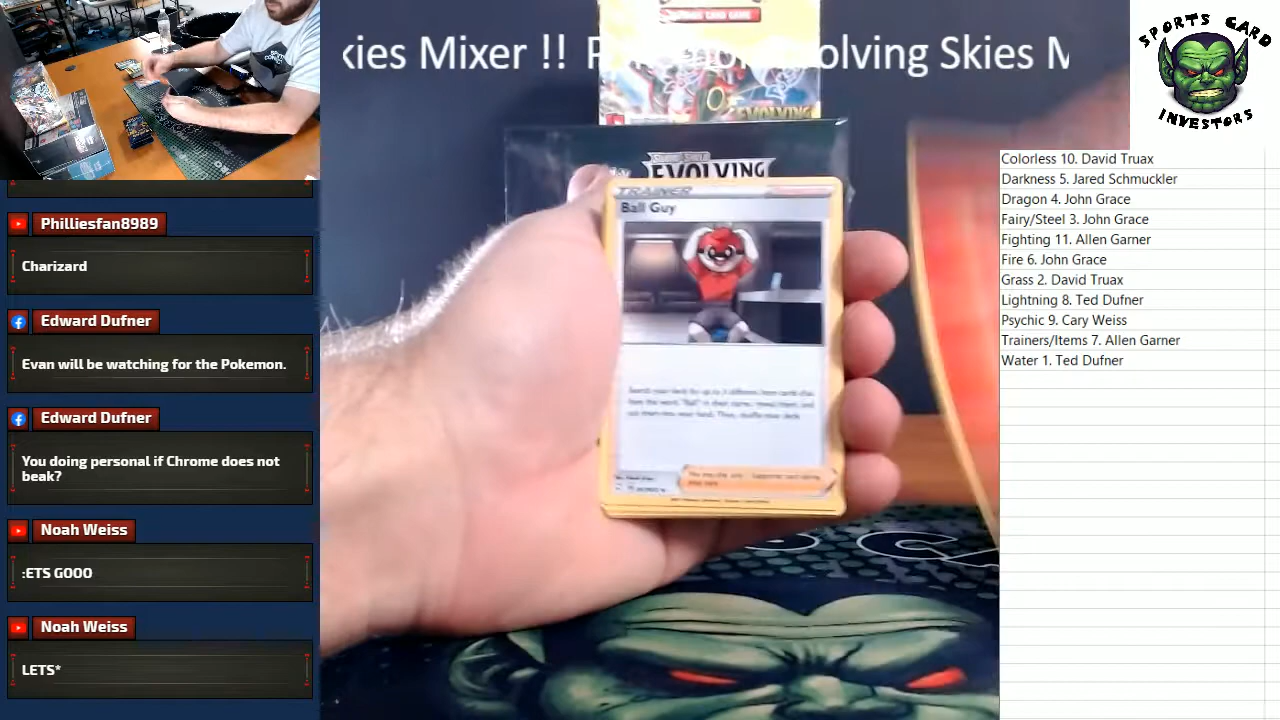 Philliesfan8989
Charizard
Edward Dufner
Evan will be watching for the Pokemon.
Edward Dufner
You doing personal if Chrome does not
beak?
Noah Weiss
:ETS GOOO
Noah Weiss
LETS*
kies Mixer !! Evolving Skies M
EVOLVING
EVOLVING
TRAINER
Ball Guy
SPORTS CARD
INVESTORS
Colorless 10. David Truax
Darkness 5. Jared Schmuckler
Dragon 4. John Grace
Fairy/Steel 3. John Grace
Fighting 11. Allen Garner
Fire 6. John Grace
Grass 2. David Truax
Lightning 8. Ted Dufner
Psychic 9. Cary Weiss
Trainers/Items 7. Allen Garner
Water 1. Ted Dufner